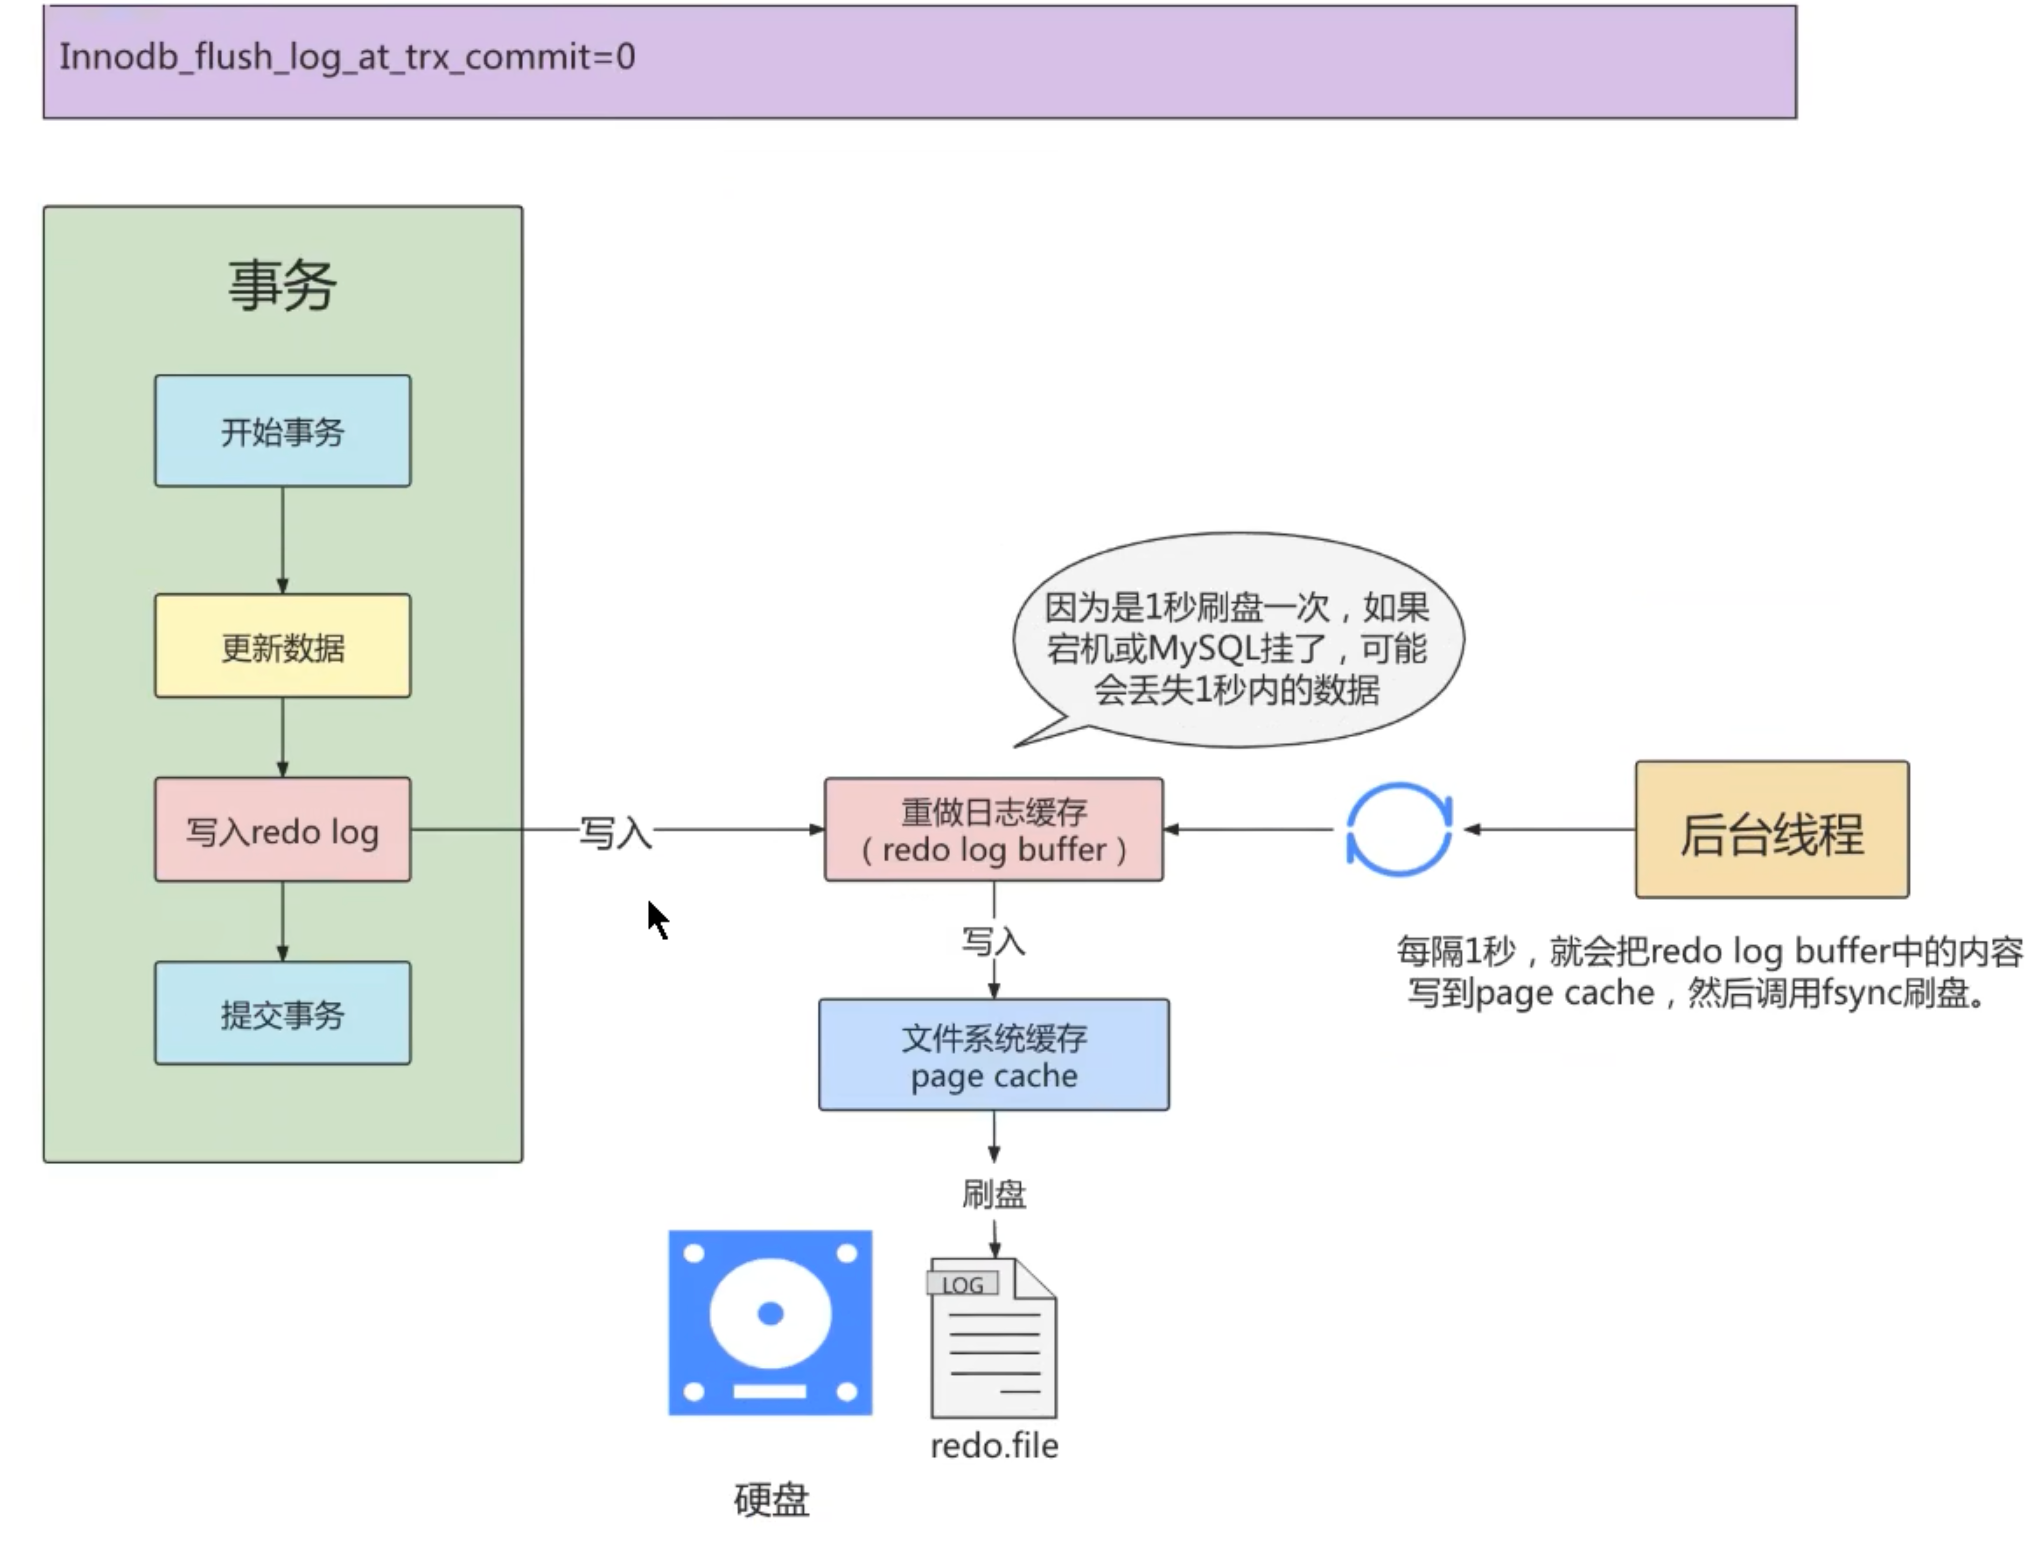 Innodb_flush_log_at_trx_commit=0
事务
开始事务
更新数据
写入redo log
提交事务
写入
因为是1秒刷盘一次，如果
宕机或MySQL挂了，可能
会丢失1秒内的数据
重做日志缓存
（redo log buffer）
后台线程
每隔1秒，就会把redo log buffer中的内容
写到page cache，然后调用fsync刷盘。
写入
文件系统缓存
page cache
刷盘
LOG
redo.file
硬盘